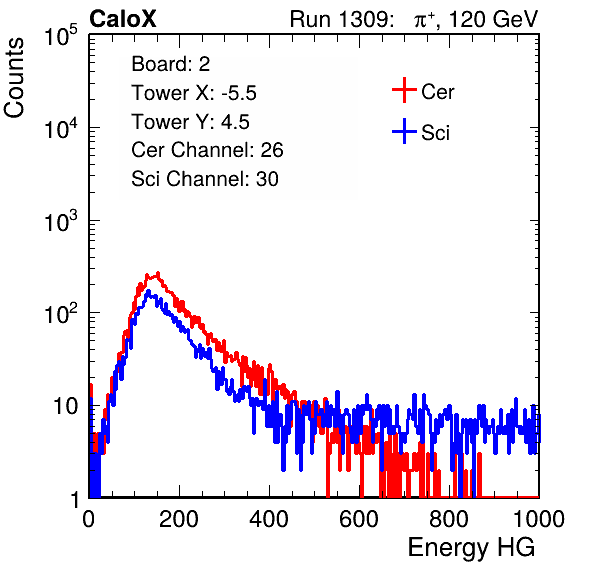 CaloX Run 1309: π⁺, 120 GeV
Counts
Board: 2
Tower X: -5.5
Tower Y: 4.5
Cer Channel: 26
Sci Channel: 30
Cer
Sci
10⁵
10⁴
10³
10²
10
1
0 200 400 600 800 1000
Energy HG